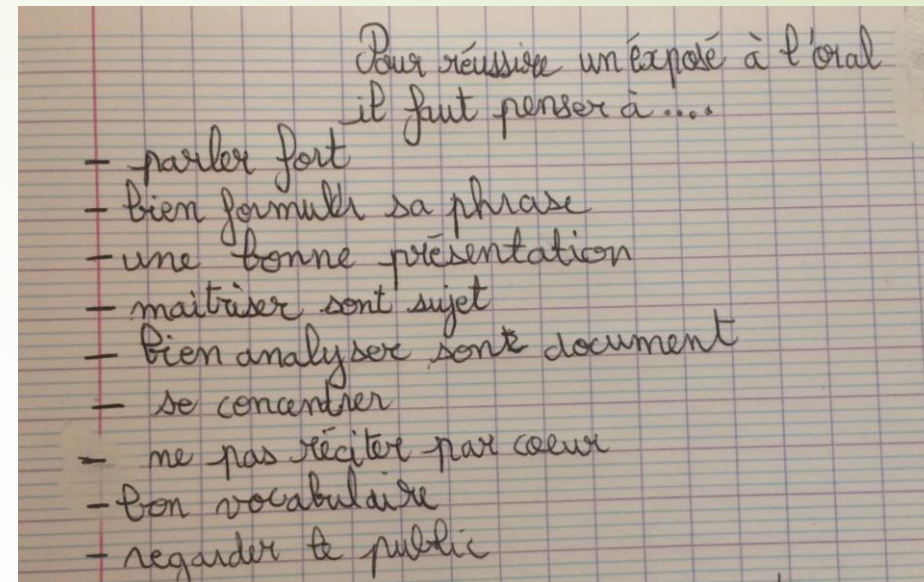 Pour réussire un éxposé à l'oral
il faut penser à....
- parler fort
- bien formuler sa phrase
- une bonne présentation
- maitriser sont sujet
- bien analyser sont document
- se concentrer
- ne pas réciter par coeur
- bon vocabulaire
- regarder le public